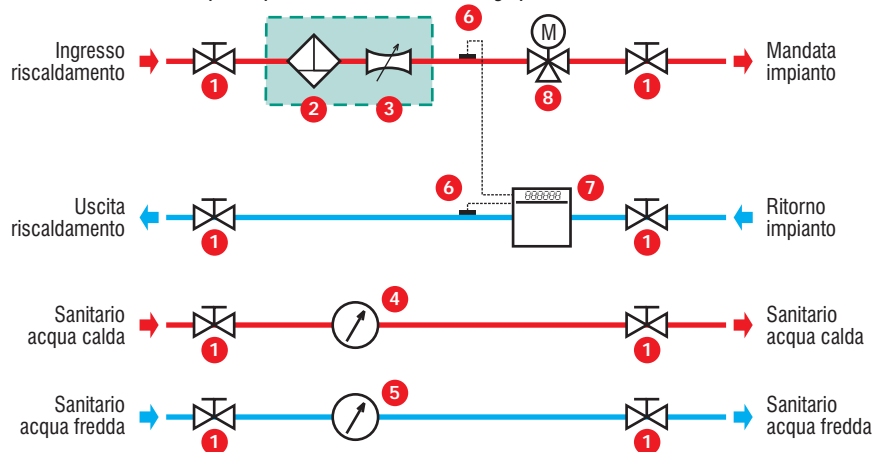 6
M
Ingresso
riscaldamento
Mandata
impianto
1
2
3
8
1
6
7
888888
Uscita
riscaldamento
Ritorno
impianto
1
1
4
Sanitario
acqua calda
Sanitario
acqua calda
1
1
5
Sanitario
acqua fredda
Sanitario
acqua fredda
1
1